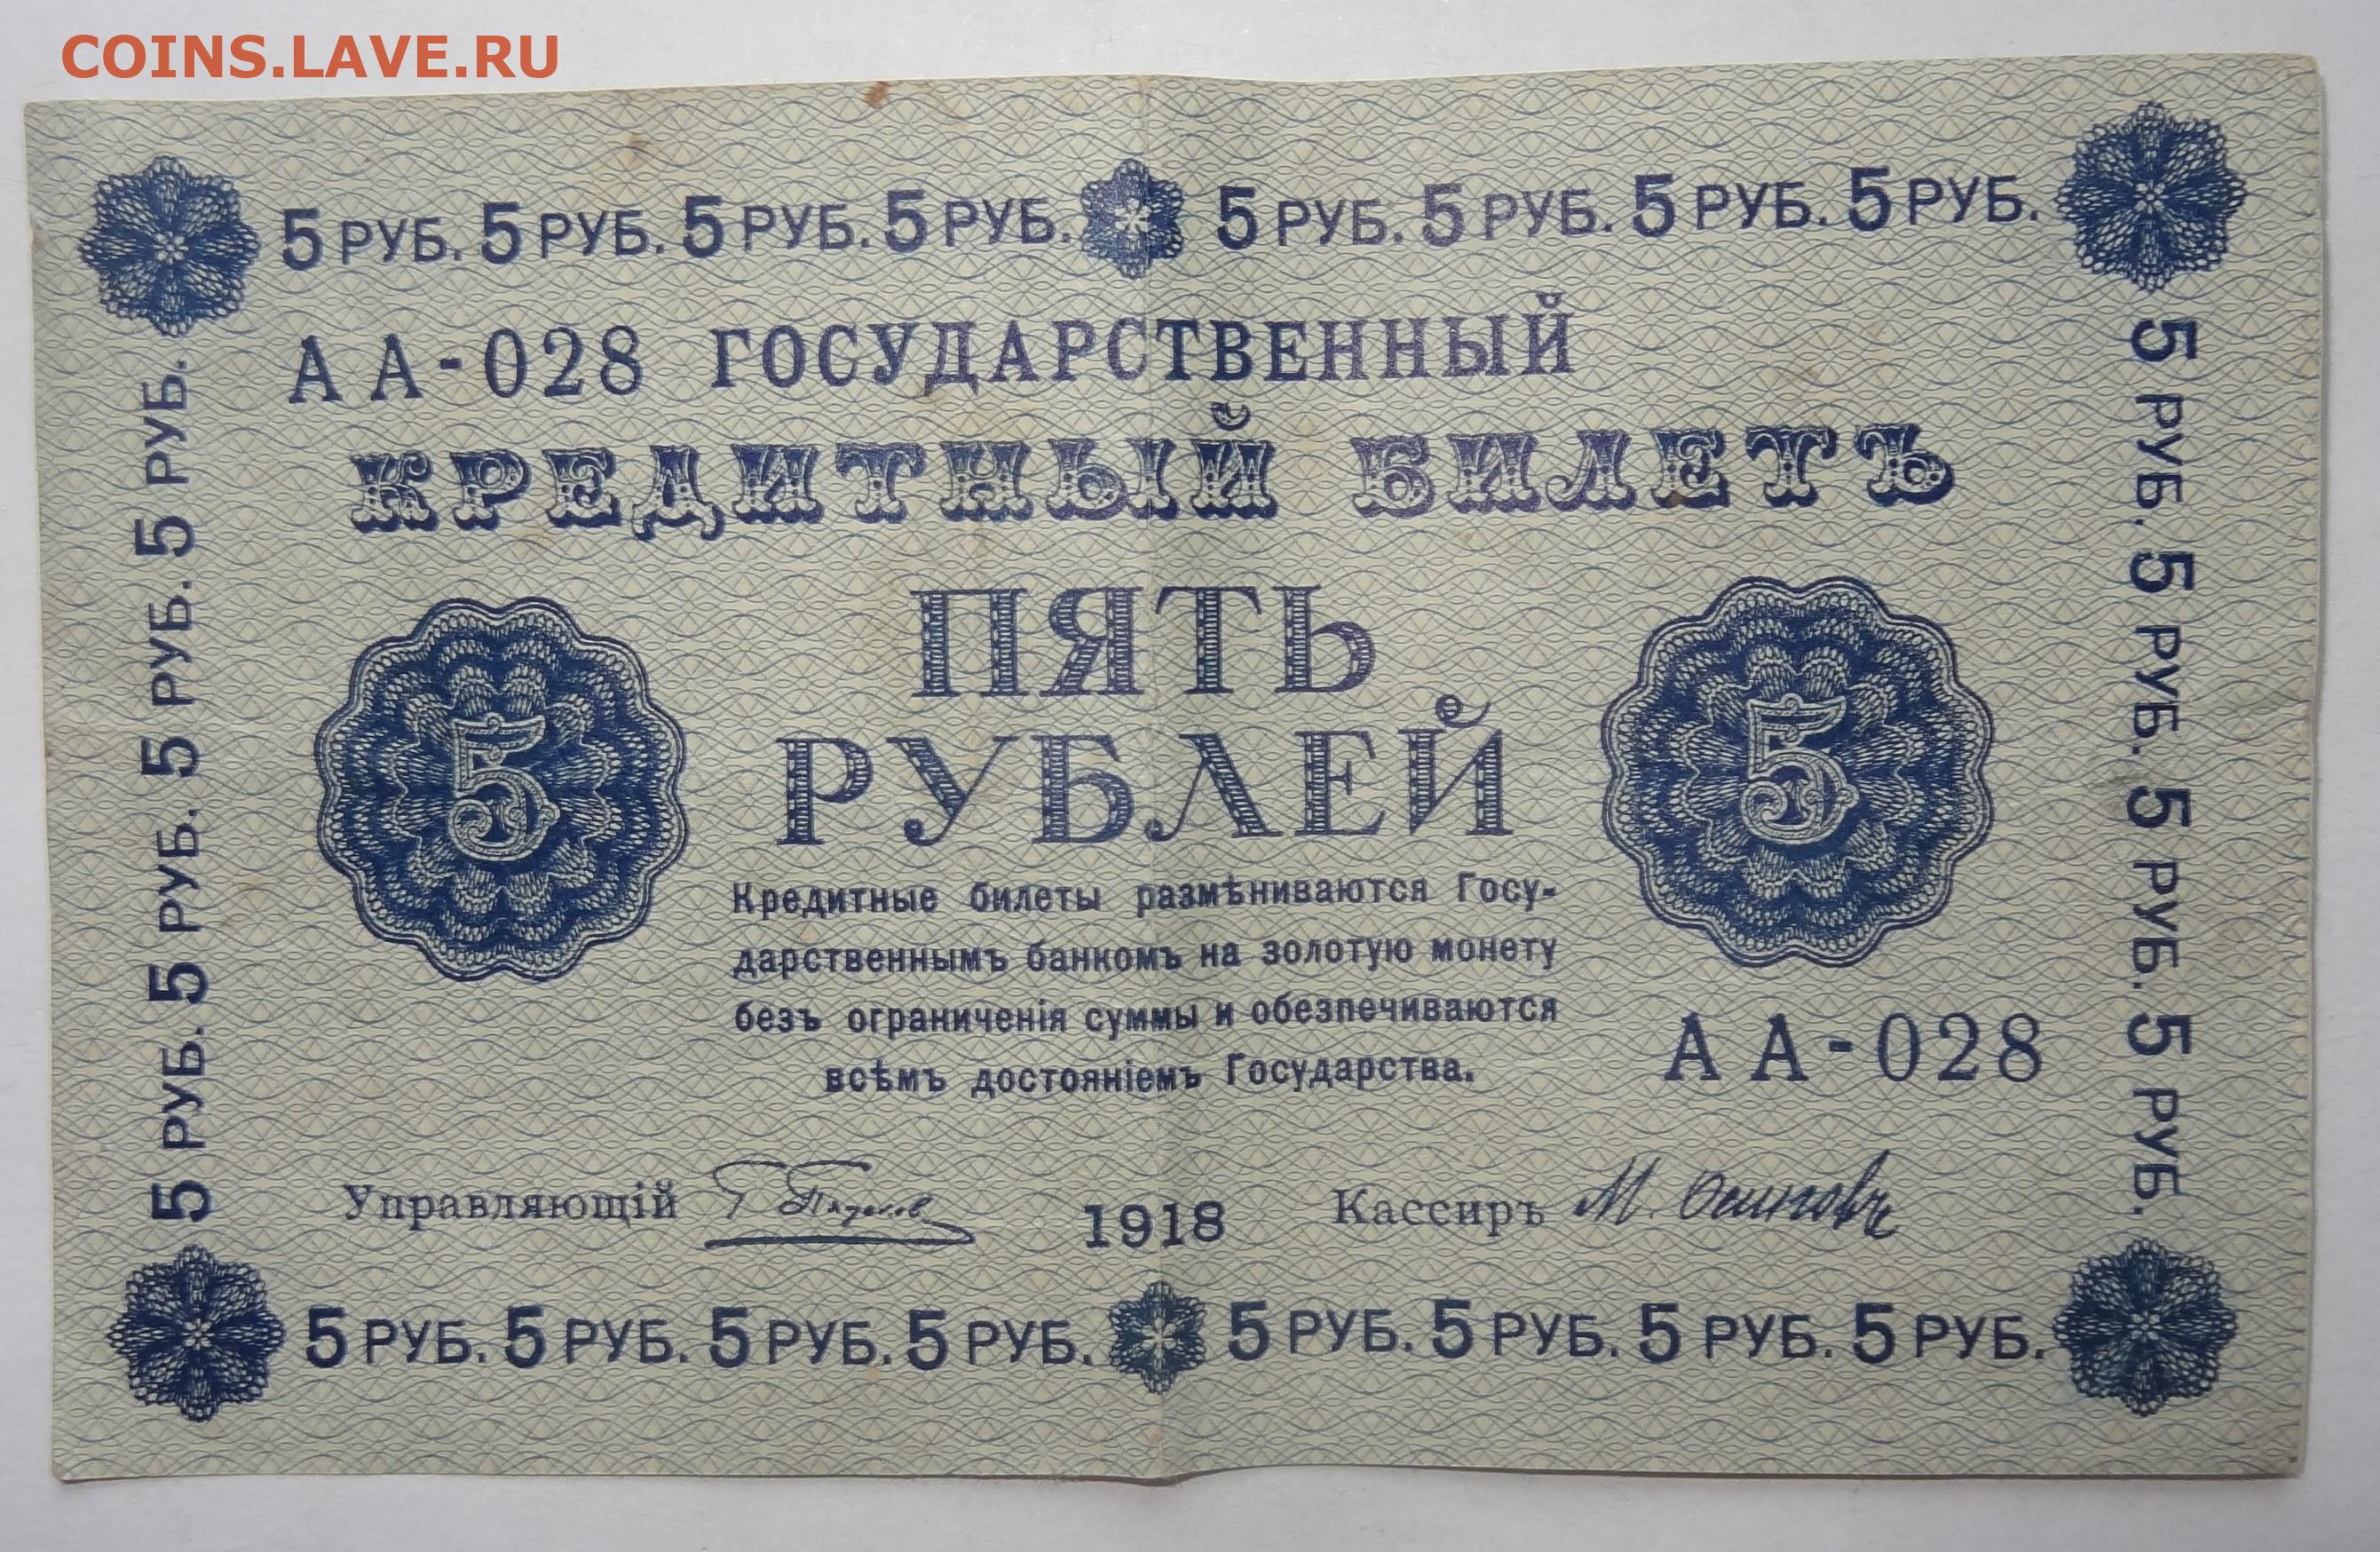 COINS.LAVE.RU
5 РУБ. 5 РУБ. 5 РУБ. 5 РУБ. 5 РУБ. 5 РУБ. 5 РУБ. 5 РУБ.
АА-028 ГОСУДАРСТВЕННЫЙ
КРЕДИТНЫЙ БИЛЕТЪ
5 РУБ. 5 РУБ. 5 РУБ. 5 РУБ.
5 РУБ. 5 РУБ. 5 РУБ. 5 РУБ.
ПЯТЬ
РУБЛЕЙ
5
5
Кредитные билеты размѣниваются Госу-
дарственнымъ банкомъ на золотую монету
безъ ограниченія суммы и обезпечиваются
всѣмъ достояніемъ Государства.
АА-028
Управляющій
1918
Кассиръ М. Осиповъ
5 РУБ. 5 РУБ. 5 РУБ. 5 РУБ. 5 РУБ. 5 РУБ. 5 РУБ. 5 РУБ.